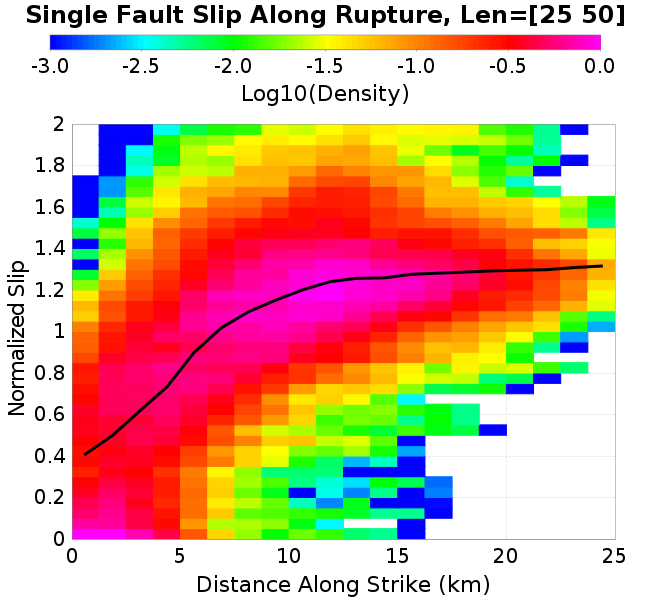 Single Fault Slip Along Rupture, Len=[25 50]
-3.0 -2.5 -2.0 -1.5 -1.0 -0.5 0.0
Log10(Density)
2
1.8
1.6
1.4
1.2
1
0.8
0.6
0.4
0.2
0
Normalized Slip
0 5 10 15 20 25
Distance Along Strike (km)